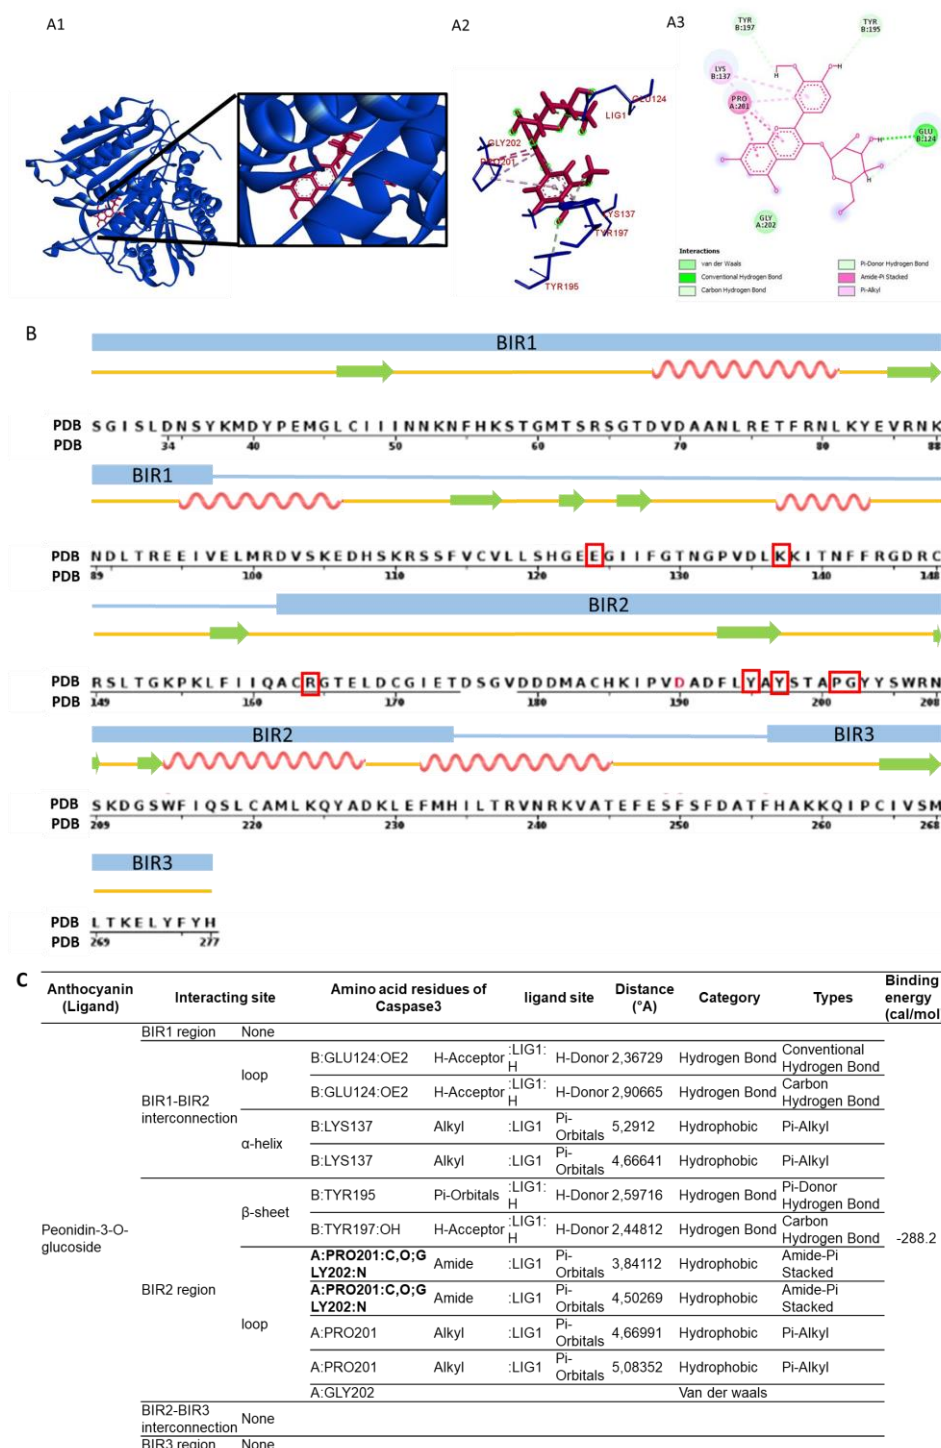 A1
A2
A3
TYR
B:197
TYR
B:195
LYS
B:137
PRO
A:201
GLU
B:124
GLY
A:202
GLU124
LIG1
GLY202
PRO201
LYS137
TYR197
TYR195
Interactions
van der Waals
Conventional Hydrogen Bond
Carbon Hydrogen Bond
Pi-Donor Hydrogen Bond
Amide-Pi Stacked
Pi-Alkyl
B
BIR1
PDB SGISLDNSYKMDYPEMGLCIIINNKNFHKSTGMTSRSGTDVDAANLRETFRNLKYEVRNK
PDB 34 40 50 60 70 80 88
BIR1
PDB NDLTREEIVELMRDVSKEDHSKRSSFVCVLLSHGEEGIIFGTNGPVDLKKITNFFRGDRC
PDB 89 100 110 120 130 140 148
BIR2
PDB RSLTGKPKLFIIQACRGTELDCGIETDSGVDDDMACHKIPVDADFLYAYSTAPGYYSWRN
PDB 149 160 170 180 190 200 208
BIR2 BIR3
PDB SKDGSWFIQSLCAMLKQYADKLEFMHILTRVNRKVATEFESFSFDATFHAKKQIPCIVSM
PDB 209 220 230 240 250 260 268
BIR3
PDB LTKELYFYH
PDB 269 277
C
Anthocyanin (Ligand) Interacting site Amino acid residues of Caspase3 ligand site Distance (°A) Category Types Binding energy (cal/mol)
BIR1 region None
Peonidin-3-O-glucoside
-288.2
BIR1-BIR2 interconnection
loop
B:GLU124:OE2 H-Acceptor :LIG1:H H-Donor 2,36729 Hydrogen Bond Conventional Hydrogen Bond
B:GLU124:OE2 H-Acceptor :LIG1:H H-Donor 2,90665 Hydrogen Bond Carbon Hydrogen Bond
α-helix
B:LYS137 Alkyl :LIG1 Pi-Orbitals 5,2912 Hydrophobic Pi-Alkyl
B:LYS137 Alkyl :LIG1 Pi-Orbitals 4,66641 Hydrophobic Pi-Alkyl
BIR2 region
β-sheet
B:TYR195 Pi-Orbitals :LIG1:H H-Donor 2,59716 Hydrogen Bond Pi-Donor Hydrogen Bond
B:TYR197:OH H-Acceptor :LIG1:H H-Donor 2,44812 Hydrogen Bond Carbon Hydrogen Bond
loop
A:PRO201:C,O;GLY202:N Amide :LIG1 Pi-Orbitals 3,84112 Hydrophobic Amide-Pi Stacked
A:PRO201:C,O;GLY202:N Amide :LIG1 Pi-Orbitals 4,50269 Hydrophobic Amide-Pi Stacked
A:PRO201 Alkyl :LIG1 Pi-Orbitals 4,66991 Hydrophobic Pi-Alkyl
A:PRO201 Alkyl :LIG1 Pi-Orbitals 5,08352 Hydrophobic Pi-Alkyl
A:GLY202 Van der waals
BIR2-BIR3 interconnection None
BIR3 region None